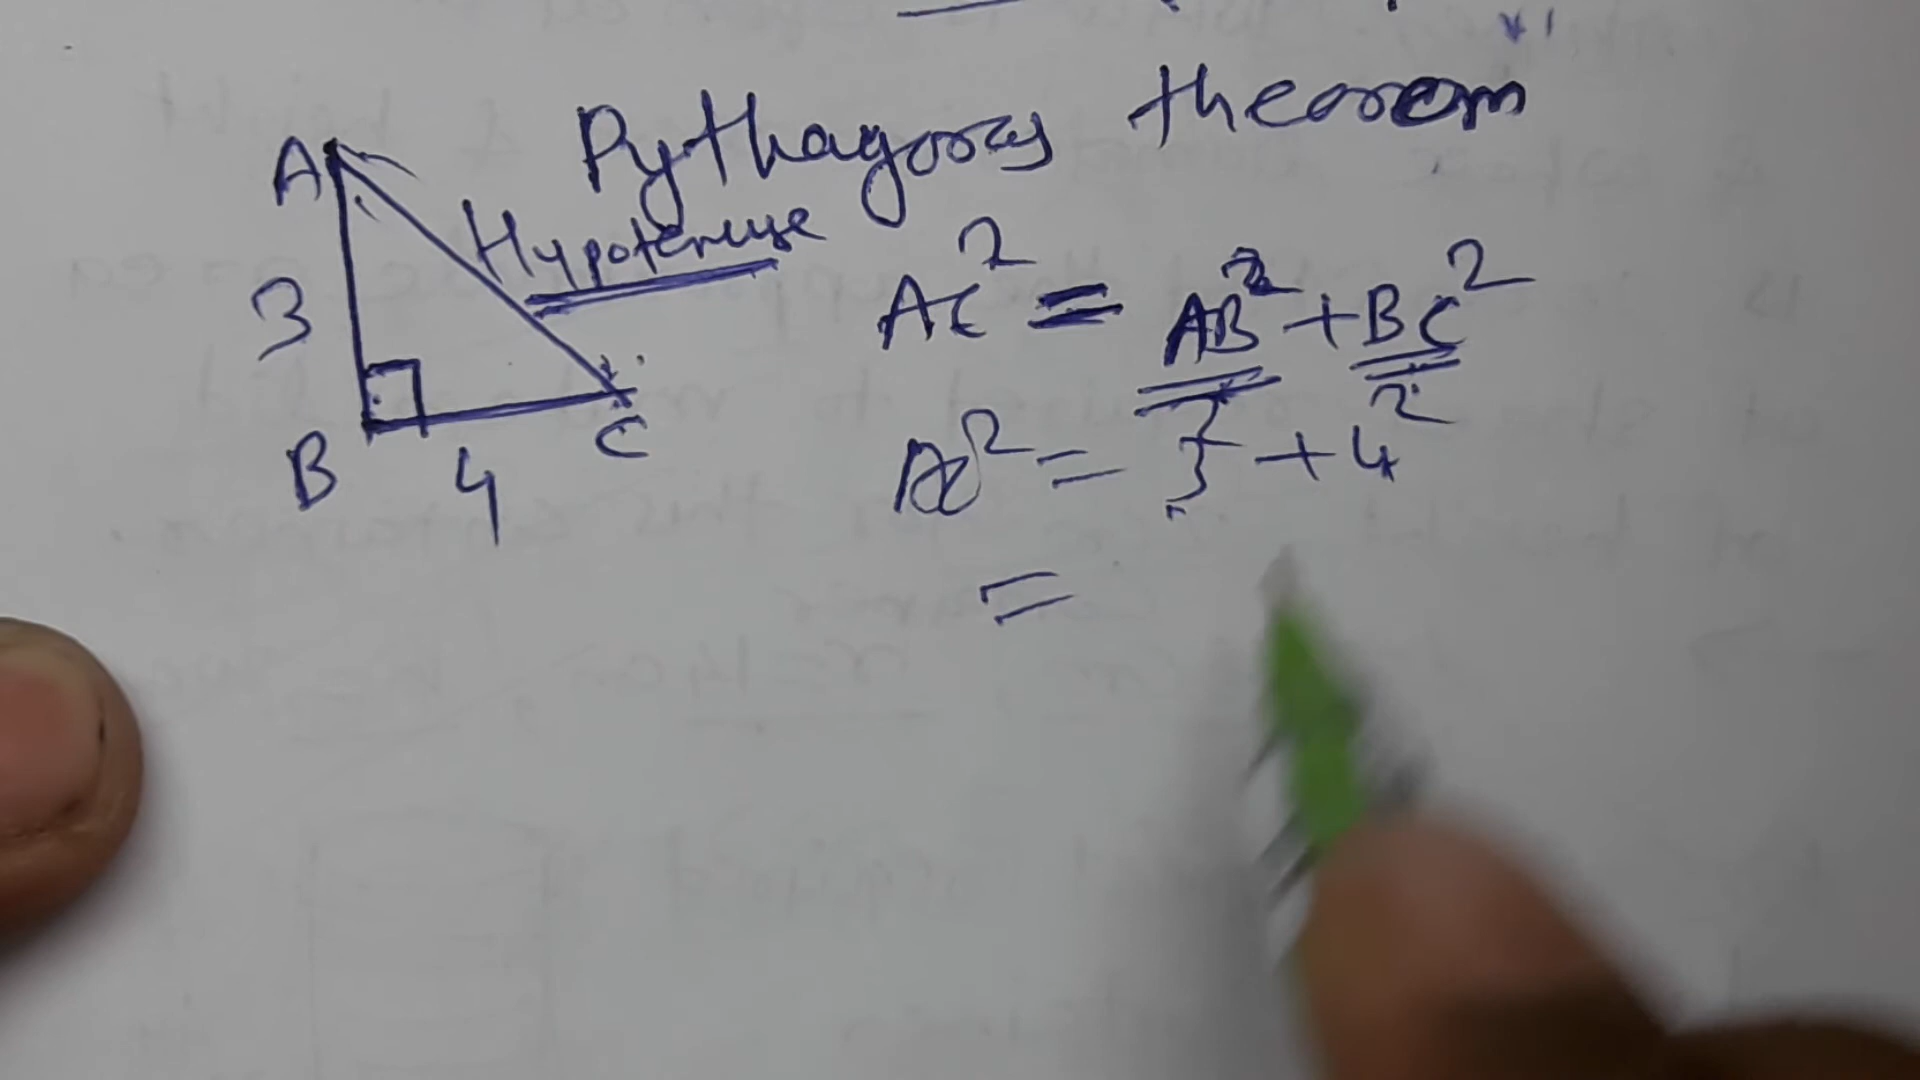 Pythagoras theorem
A
Hypotenuse
3
B
4
C
AC² = AB² + BC²
AC² = 3² + 4²
=